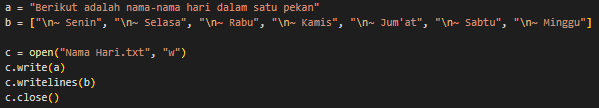 a = "Berikut adalah nama-nama hari dalam satu pekan"
b = ["\n~ Senin", "\n~ Selasa", "\n~ Rabu", "\n~ Kamis", "\n~ Jum'at", "\n~ Sabtu", "\n~ Minggu"]
c = open("Nama Hari.txt", "w")
c.write(a)
c.writelines(b)
c.close()